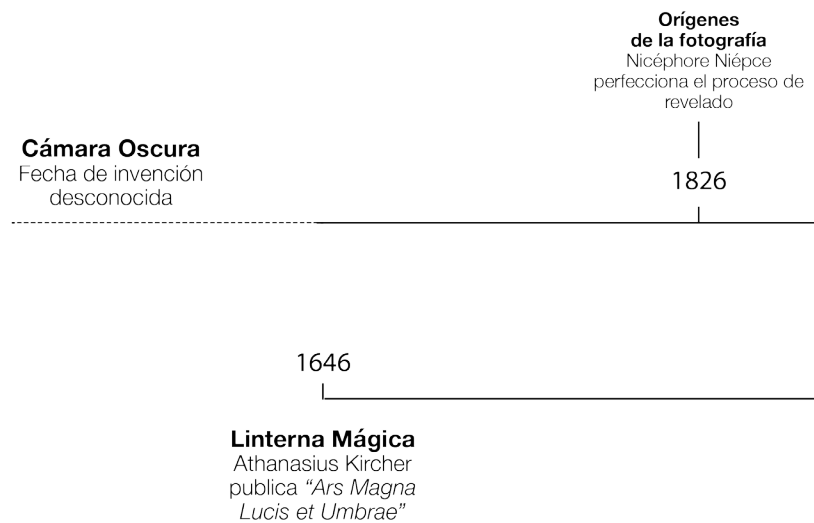 Orígenes
de la fotografía
Nicéphore Niépce
perfecciona el proceso de
revelado
1826
Cámara Oscura
Fecha de invención
desconocida
1646
Linterna Mágica
Athanasius Kircher
publica “Ars Magna
Lucis et Umbrae”